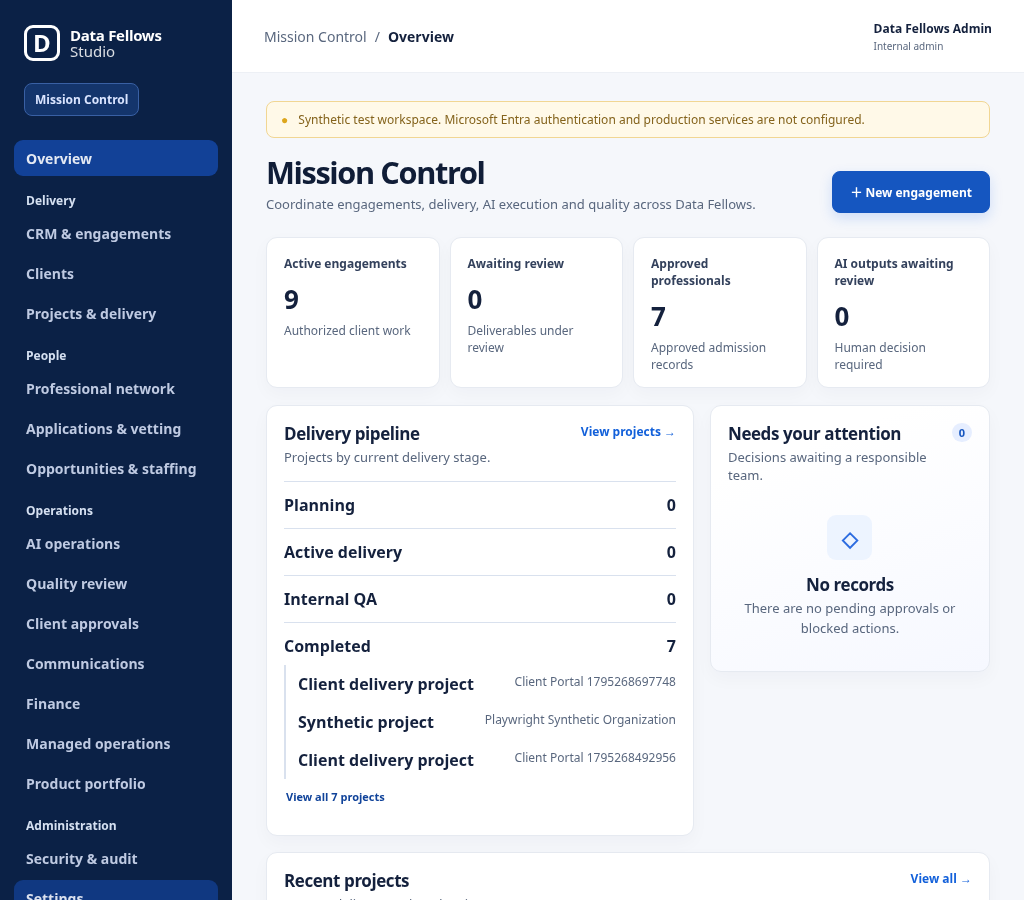 D
Data Fellows
Studio
Mission Control
Overview
Delivery
CRM & engagements
Clients
Projects & delivery
People
Professional network
Applications & vetting
Opportunities & staffing
Operations
AI operations
Quality review
Client approvals
Communications
Finance
Managed operations
Product portfolio
Administration
Security & audit
Settings
Mission Control / Overview
Data Fellows Admin
Internal admin
Synthetic test workspace. Microsoft Entra authentication and production services are not configured.
Mission Control
Coordinate engagements, delivery, AI execution and quality across Data Fellows.
+ New engagement
Active engagements
9
Authorized client work
Awaiting review
0
Deliverables under
review
Approved
professionals
7
Approved admission
records
AI outputs awaiting
review
0
Human decision
required
Delivery pipeline
View projects →
Projects by current delivery stage.
Planning 0
Active delivery 0
Internal QA 0
Completed 7
Client delivery project Client Portal 1795268697748
Synthetic project Playwright Synthetic Organization
Client delivery project Client Portal 1795268492956
View all 7 projects
Needs your attention 0
Decisions awaiting a responsible
team.
No records
There are no pending approvals or
blocked actions.
Recent projects
View all →